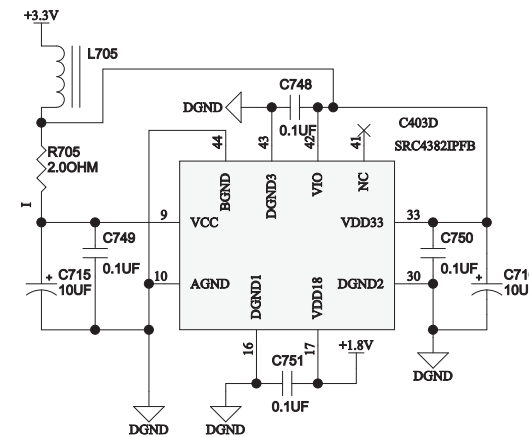 +3.3V
L705
C748
DGND
0.1UF
C403D
SRC4382IPFB
44
43
42
41
R705
2.0OHM
BGND
DGND3
VIO
NC
I
9
VCC
VDD33
33
C749
0.1UF
C750
0.1UF
C715
10UF
10
AGND
DGND2
30
DGND1
VDD18
16
17
C751
0.1UF
+1.8V
DGND
DGND
DGND